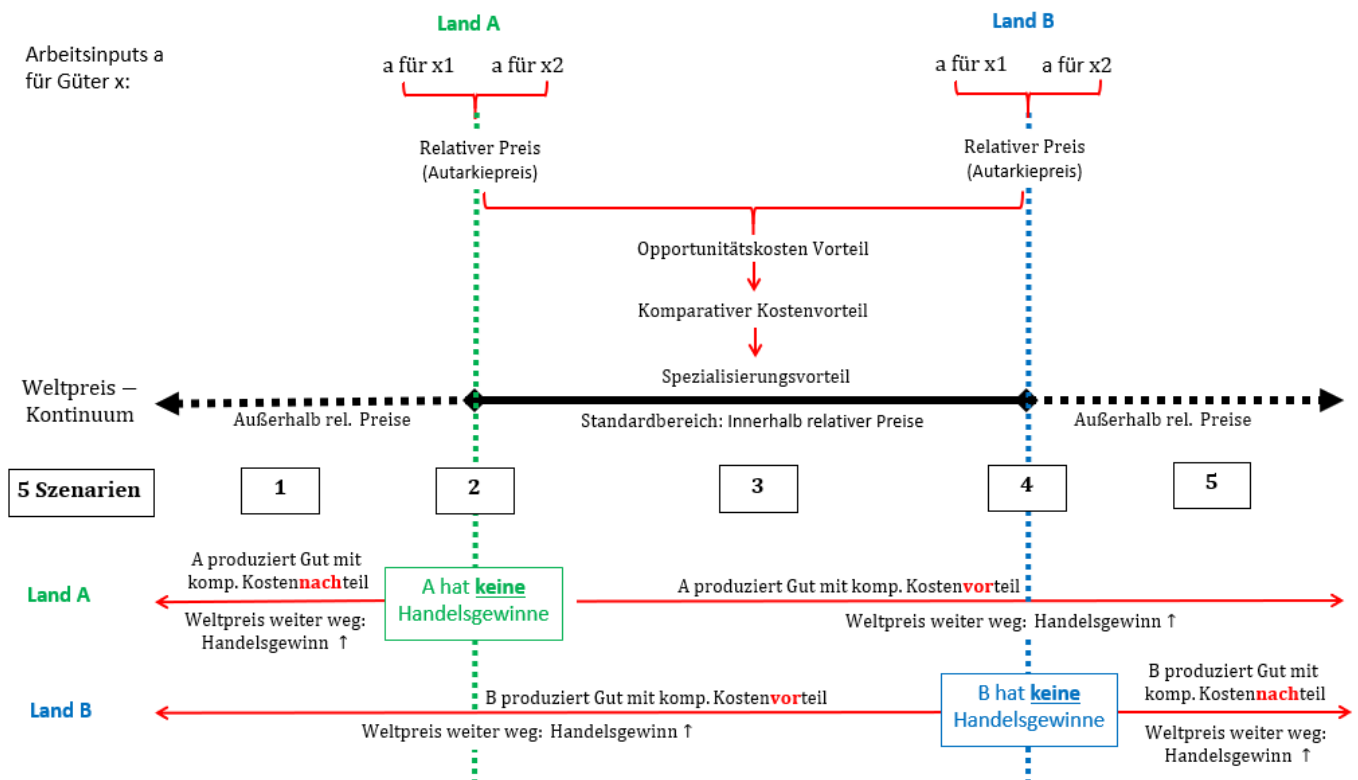 Land A
Land B
Arbeitsinputs a
für Güter x:
a für x1
a für x2
a für x1
a für x2
Relativer Preis
(Autarkiepreis)
Relativer Preis
(Autarkiepreis)
Opportunitätskosten Vorteil
Komparativer Kostenvorteil
Spezialisierungsvorteil
Weltpreis –
Kontinuum
Außerhalb rel. Preise
Standardbereich: Innerhalb relativer Preise
Außerhalb rel. Preise
5 Szenarien
1
2
3
4
5
Land A
A produziert Gut mit
komp. Kostennachteil
Weltpreis weiter weg:
Handelsgewinn ↑
A hat keine
Handelsgewinne
A produziert Gut mit komp. Kostenvorteil
Weltpreis weiter weg: Handelsgewinn ↑
Land B
B produziert Gut mit komp. Kostenvorteil
Weltpreis weiter weg: Handelsgewinn ↑
B hat keine
Handelsgewinne
B produziert Gut mit
komp. Kostennachteil
Weltpreis weiter weg:
Handelsgewinn ↑